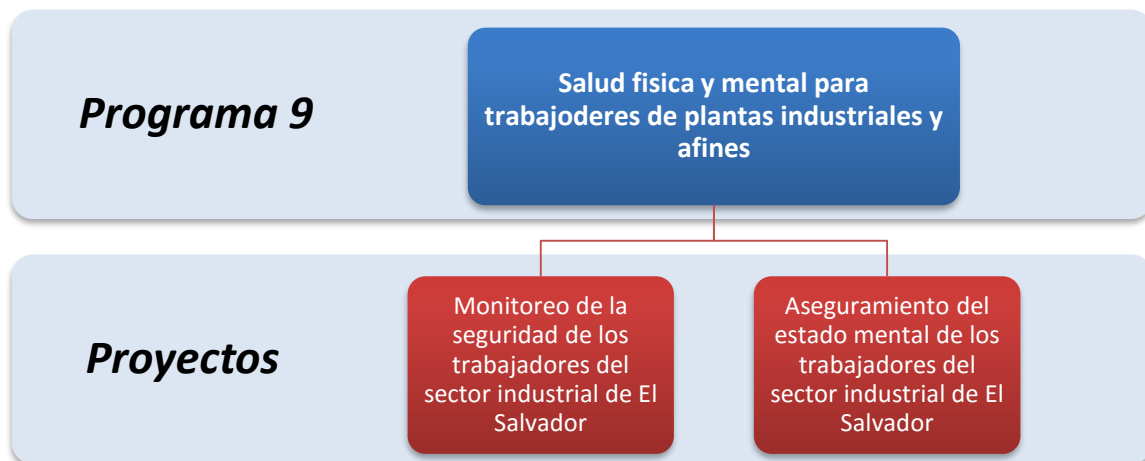 Programa 9
Salud fisica y mental para
trabajoderes de plantas industriales y
afines
Proyectos
Monitoreo de la
seguridad de los
trabajadores del
sector industrial de El
Salvador
Aseguramiento del
estado mental de los
trabajadores del
sector industrial de El
Salvador